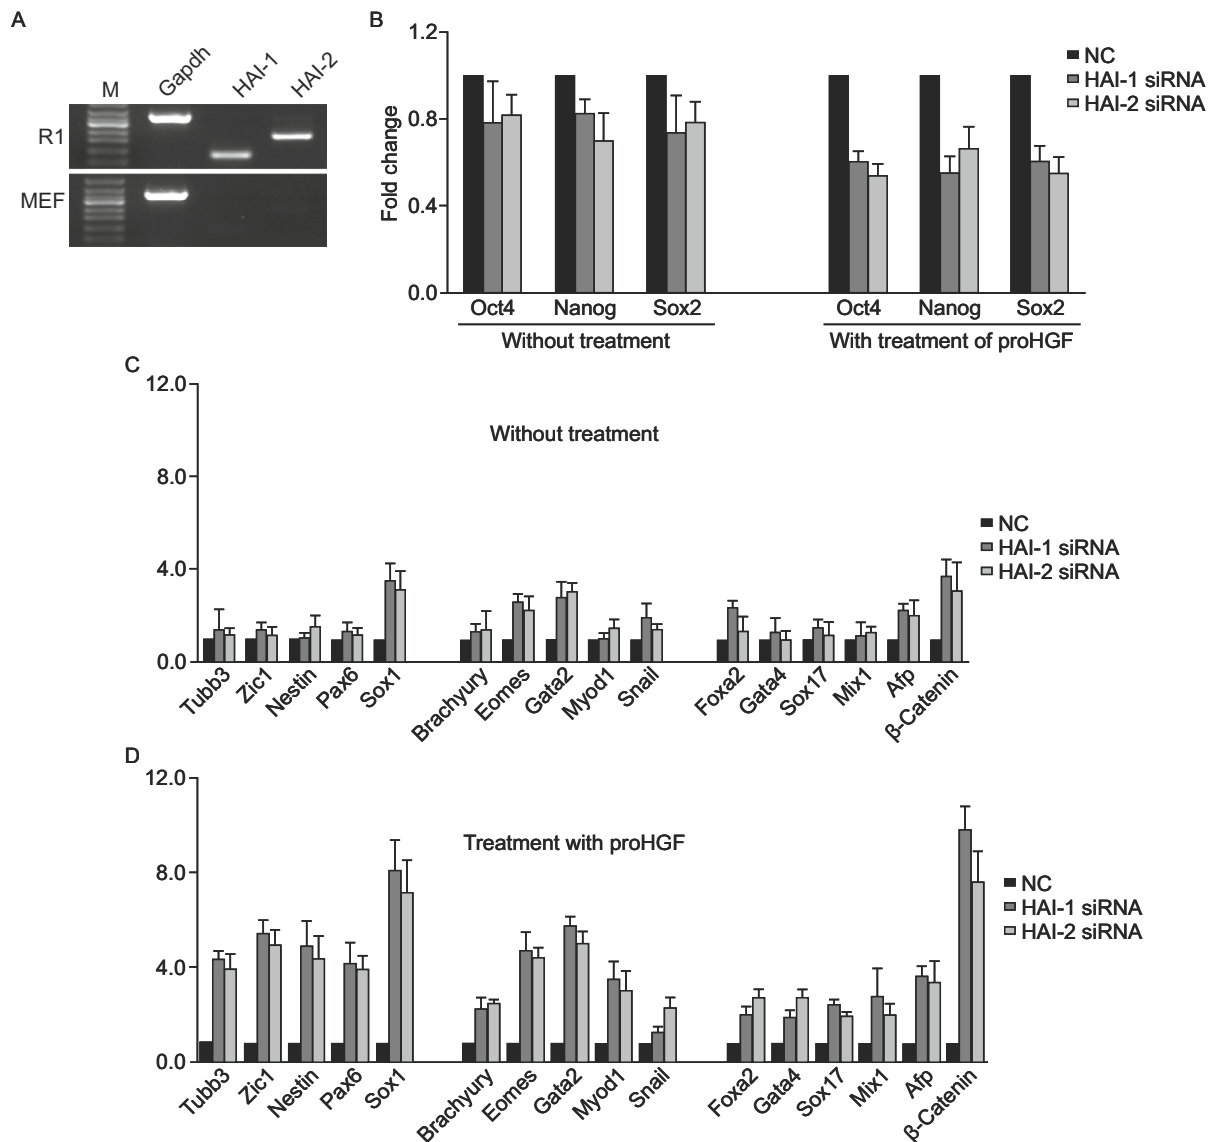 A
M
Gapdh
HAI-1
HAI-2
R1
MEF
B
1.2
0.8
0.4
0.0
Fold change
NC
HAI-1 siRNA
HAI-2 siRNA
Oct4 Nanog Sox2 Oct4 Nanog Sox2
Without treatment With treatment of proHGF
C
12.0
8.0
4.0
0.0
Without treatment
NC
HAI-1 siRNA
HAI-2 siRNA
Tubb3 Zic1 Nestin Pax6 Sox1 Brachyury Eomes Gata2 Myod1 Snail Foxa2 Gata4 Sox17 Mix1 Afp β-Catenin
D
12.0
8.0
4.0
0.0
Treatment with proHGF
NC
HAI-1 siRNA
HAI-2 siRNA
Tubb3 Zic1 Nestin Pax6 Sox1 Brachyury Eomes Gata2 Myod1 Snail Foxa2 Gata4 Sox17 Mix1 Afp β-Catenin